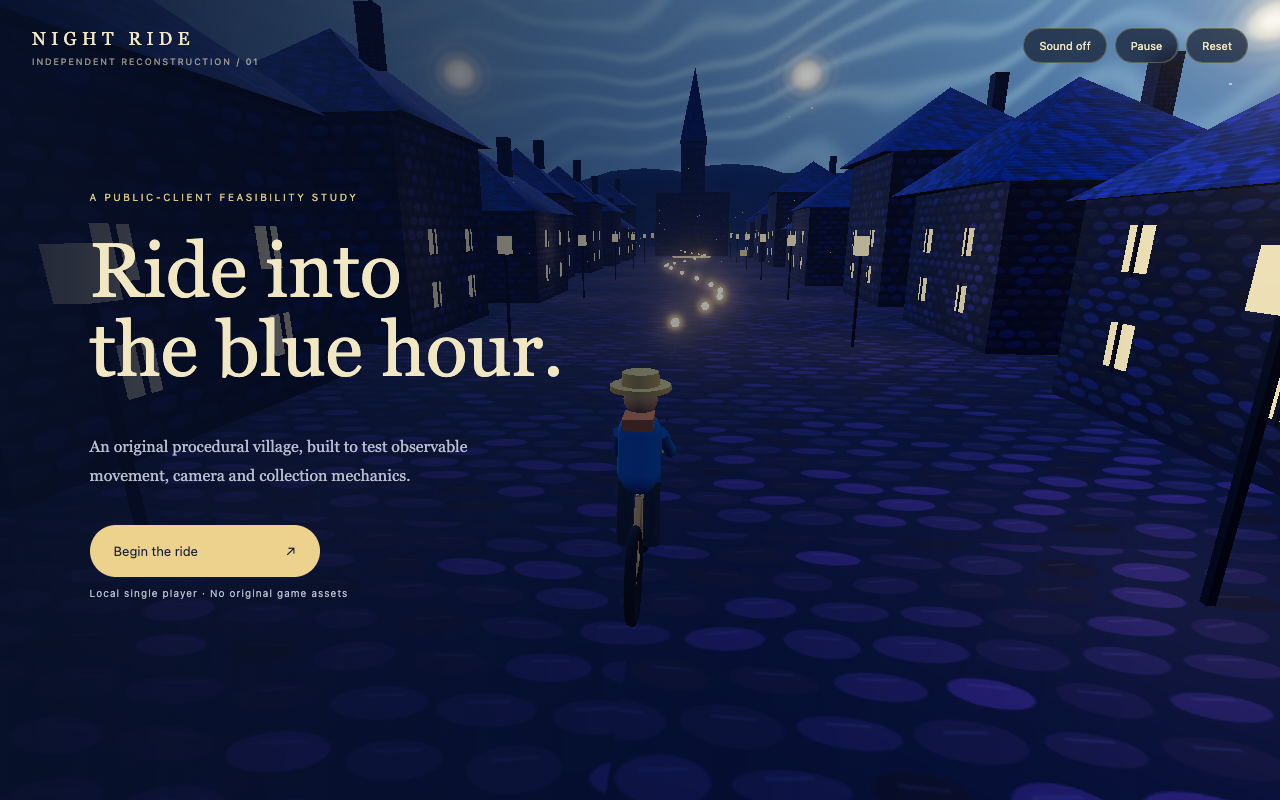 NIGHT RIDE
INDEPENDENT RECONSTRUCTION / 01
Sound off
Pause
Reset
A PUBLIC-CLIENT FEASIBILITY STUDY
Ride into
the blue hour.
An original procedural village, built to test observable
movement, camera and collection mechanics.
Begin the ride ↗
Local single player · No original game assets